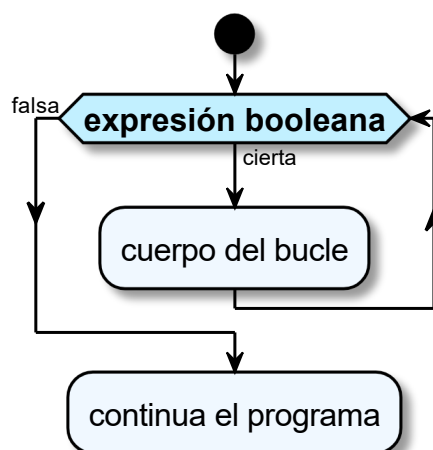 falsa
expresión booleana
cierta
cuerpo del bucle
continua el programa